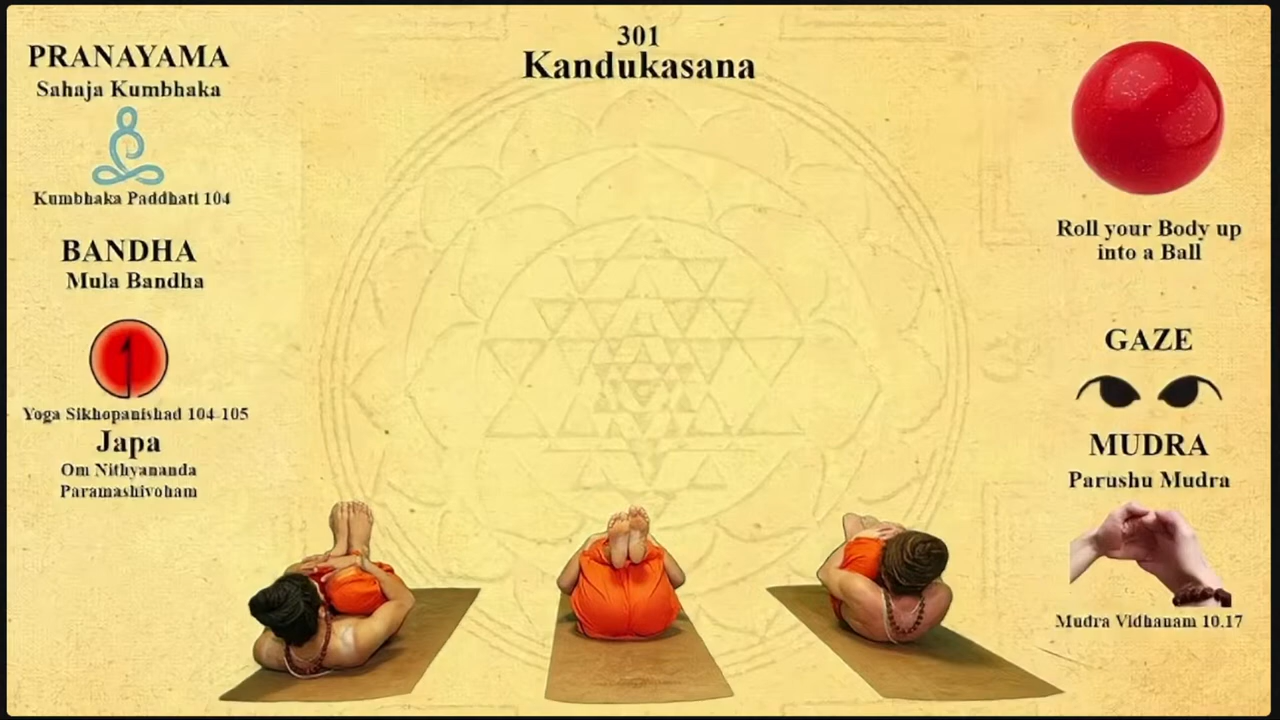 301
Kandukasana
PRANAYAMA
Sahaja Kumbhaka
Kumbhaka Paddhati 104
BANDHA
Mula Bandha
Yoga Sikhopanishad 104-105
Japa
Om Nithyananda
Paramashivoham
Roll your Body up
into a Ball
GAZE
MUDRA
Parushu Mudra
Mudra Vidhanam 10.17